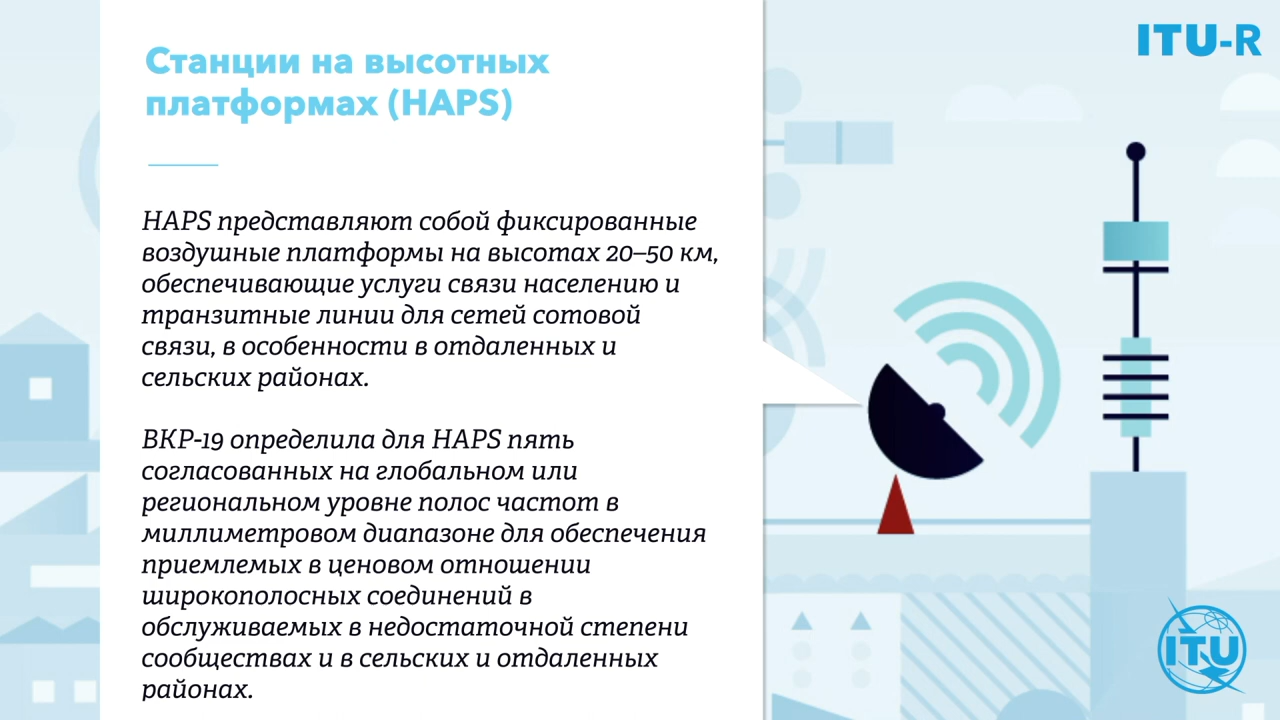 Станции на высотных
платформах (HAPS)
HAPS представляют собой фиксированные
воздушные платформы на высотах 20–50 км,
обеспечивающие услуги связи населению и
транзитные линии для сетей сотовой
связи, в особенности в отдаленных и
сельских районах.
ВКР-19 определила для HAPS пять
согласованных на глобальном или
региональном уровне полос частот в
миллиметровом диапазоне для обеспечения
приемлемых в ценовом отношении
широкополосных соединений в
обслуживаемых в недостаточной степени
сообществах и в сельских и отдаленных
районах.
ITU-R
ITU